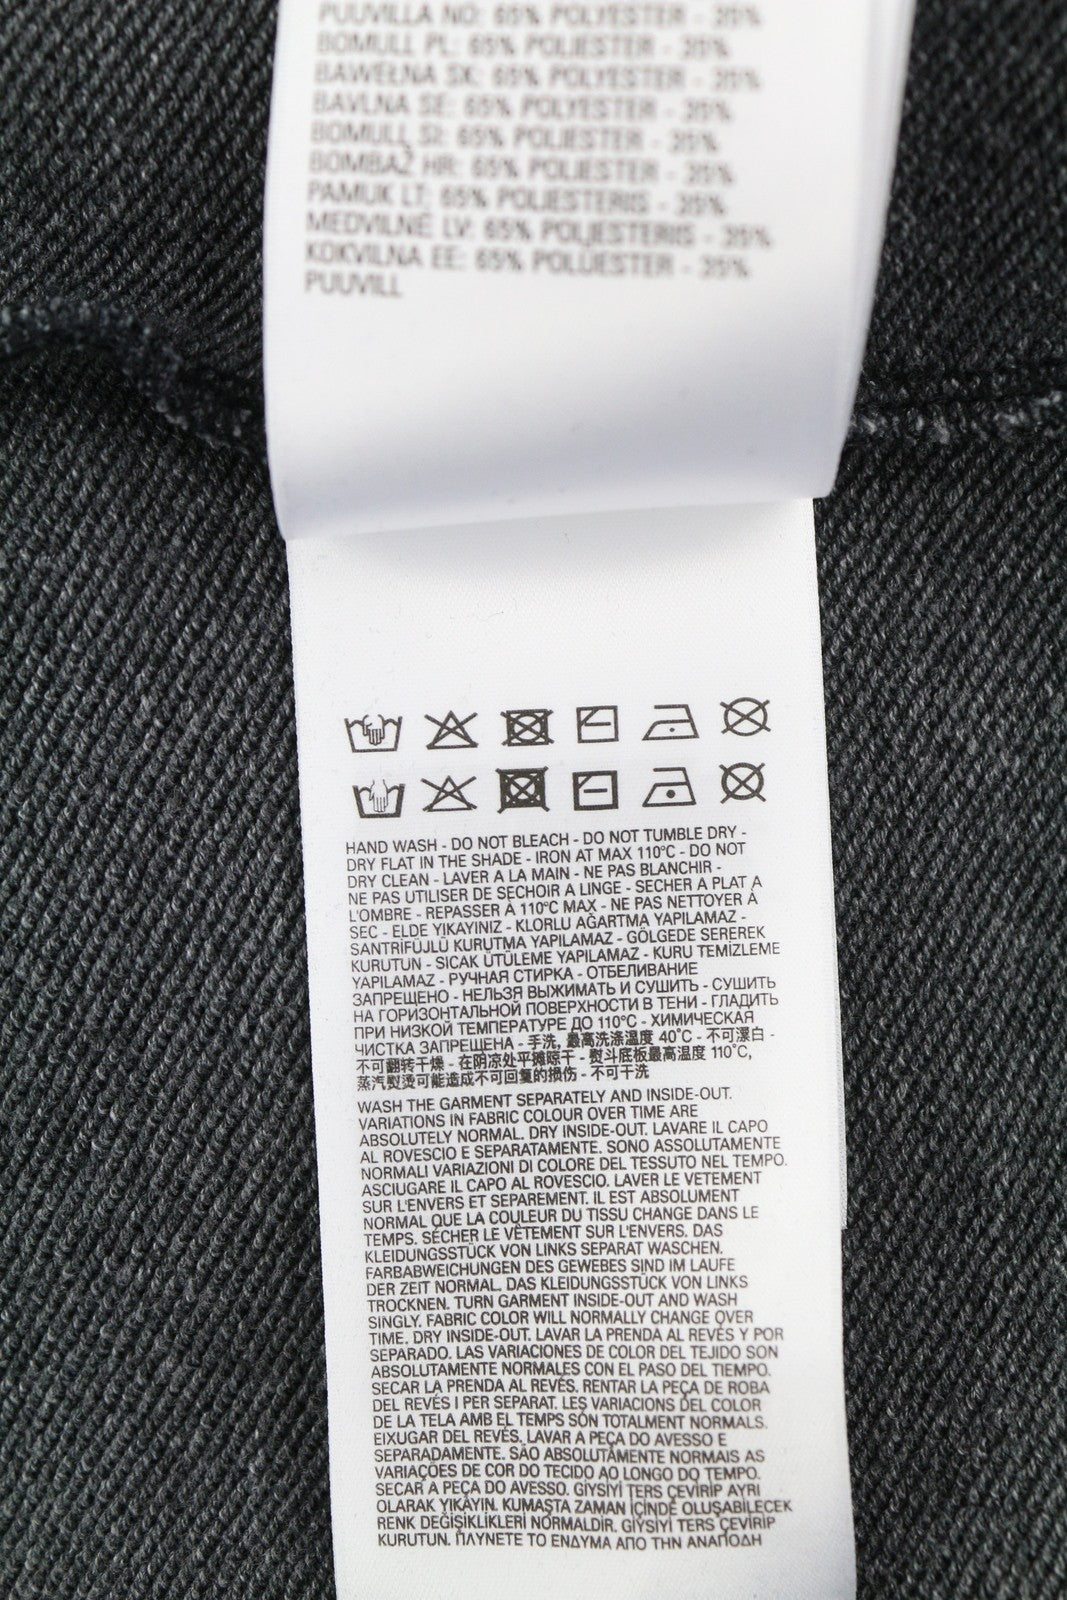 PUUVILLA NO: 65% POLYESTER - 35%
BOMULL PL: 65% POLIESTER - 35%
BAWEŁNA SK: 65% POLYESTER - 35%
BAVLNA SE: 65% POLYESTER - 35%
BOMULL SI: 65% POLIESTER - 35%
BOMBAŽ HR: 65% POLIESTER - 35%
PAMUK LT: 65% POLIESTERIS - 35%
MEDVILNĖ LV: 65% POLIESTERIS - 35%
KOKVILNA EE: 65% POLÜESTER - 35%
PUUVILL
HAND WASH - DO NOT BLEACH - DO NOT TUMBLE DRY -
DRY FLAT IN THE SHADE - IRON AT MAX 110°C - DO NOT
DRY CLEAN - LAVER A LA MAIN - NE PAS BLANCHIR -
NE PAS UTILISER DE SECHOIR A LINGE - SECHER A PLAT A
L'OMBRE - REPASSER À 110°C MAX - NE PAS NETTOYER À
SEC - ELDE YIKAYINIZ - KLORLU AĞARTMA YAPILAMAZ -
SANTRİFÜJLÜ KURUTMA YAPILAMAZ - GÖLGEDE SEREREK
KURUTUN - SICAK ÜTÜLEME YAPILAMAZ - KURU TEMİZLEME
YAPILAMAZ - РУЧНАЯ СТИРКА - ОТБЕЛИВАНИЕ
ЗАПРЕЩЕНО - НЕЛЬЗЯ ВЫЖИМАТЬ И СУШИТЬ - СУШИТЬ
НА ГОРИЗОНТАЛЬНОЙ ПОВЕРХНОСТИ В ТЕНИ - ГЛАДИТЬ
ПРИ НИЗКОЙ ТЕМПЕРАТУРЕ ДО 110°C - ХИМИЧЕСКАЯ
ЧИСТКА ЗАПРЕЩЕНА - 手洗, 最高洗涤温度 40°C - 不可漂白 -
不可翻转干燥 - 在阴凉处平摊晾干 - 熨斗底板最高温度 110°C,
蒸汽熨烫可能造成不可回复的损伤 - 不可干洗
WASH THE GARMENT SEPARATELY AND INSIDE-OUT.
VARIATIONS IN FABRIC COLOUR OVER TIME ARE
ABSOLUTELY NORMAL. DRY INSIDE-OUT. LAVARE IL CAPO
AL ROVESCIO E SEPARATAMENTE. SONO ASSOLUTAMENTE
NORMALI VARIAZIONI DI COLORE DEL TESSUTO NEL TEMPO.
ASCIUGARE IL CAPO AL ROVESCIO. LAVER LE VETEMENT
SUR L'ENVERS ET SEPAREMENT. IL EST ABSOLUMENT
NORMAL QUE LA COULEUR DU TISSU CHANGE DANS LE
TEMPS. SÉCHER LE VÊTEMENT SUR L'ENVERS. DAS
KLEIDUNGSSTÜCK VON LINKS SEPARAT WASCHEN.
FARBABWEICHUNGEN DES GEWEBES SIND IM LAUFE
DER ZEIT NORMAL. DAS KLEIDUNGSSTÜCK VON LINKS
TROCKNEN. TURN GARMENT INSIDE-OUT AND WASH
SINGLY. FABRIC COLOR WILL NORMALLY CHANGE OVER
TIME. DRY INSIDE-OUT. LAVAR LA PRENDA AL REVÉS Y POR
SEPARADO. LAS VARIACIONES DE COLOR DEL TEJIDO SON
ABSOLUTAMENTE NORMALES CON EL PASO DEL TIEMPO.
SECAR LA PRENDA AL REVÉS. RENTAR LA PEÇA DE ROBA
DEL REVÉS I PER SEPARAT. LES VARIACIONS DEL COLOR
DE LA TELA AMB EL TEMPS SÓN TOTALMENT NORMALS.
EIXUGAR DEL REVÉS. LAVAR A PEÇA DO AVESSO E
SEPARADAMENTE. SÃO ABSOLUTAMENTE NORMAIS AS
VARIAÇÕES DE COR DO TECIDO AO LONGO DO TEMPO.
SECAR A PEÇA DO AVESSO. GİYSİYİ TERS ÇEVİRİP AYRI
OLARAK YIKAYIN. KUMAŞTA ZAMAN İÇİNDE OLUŞABİLECEK
RENK DEĞİŞİKLİKLERİ NORMALDİR. GİYSİYİ TERS ÇEVİRİP
KURUTUN. ΠΛΥΝΕΤΕ ΤΟ ΕΝΔΥΜΑ ΑΠΟ ΤΗΝ ΑΝΑΠΟΔΗ